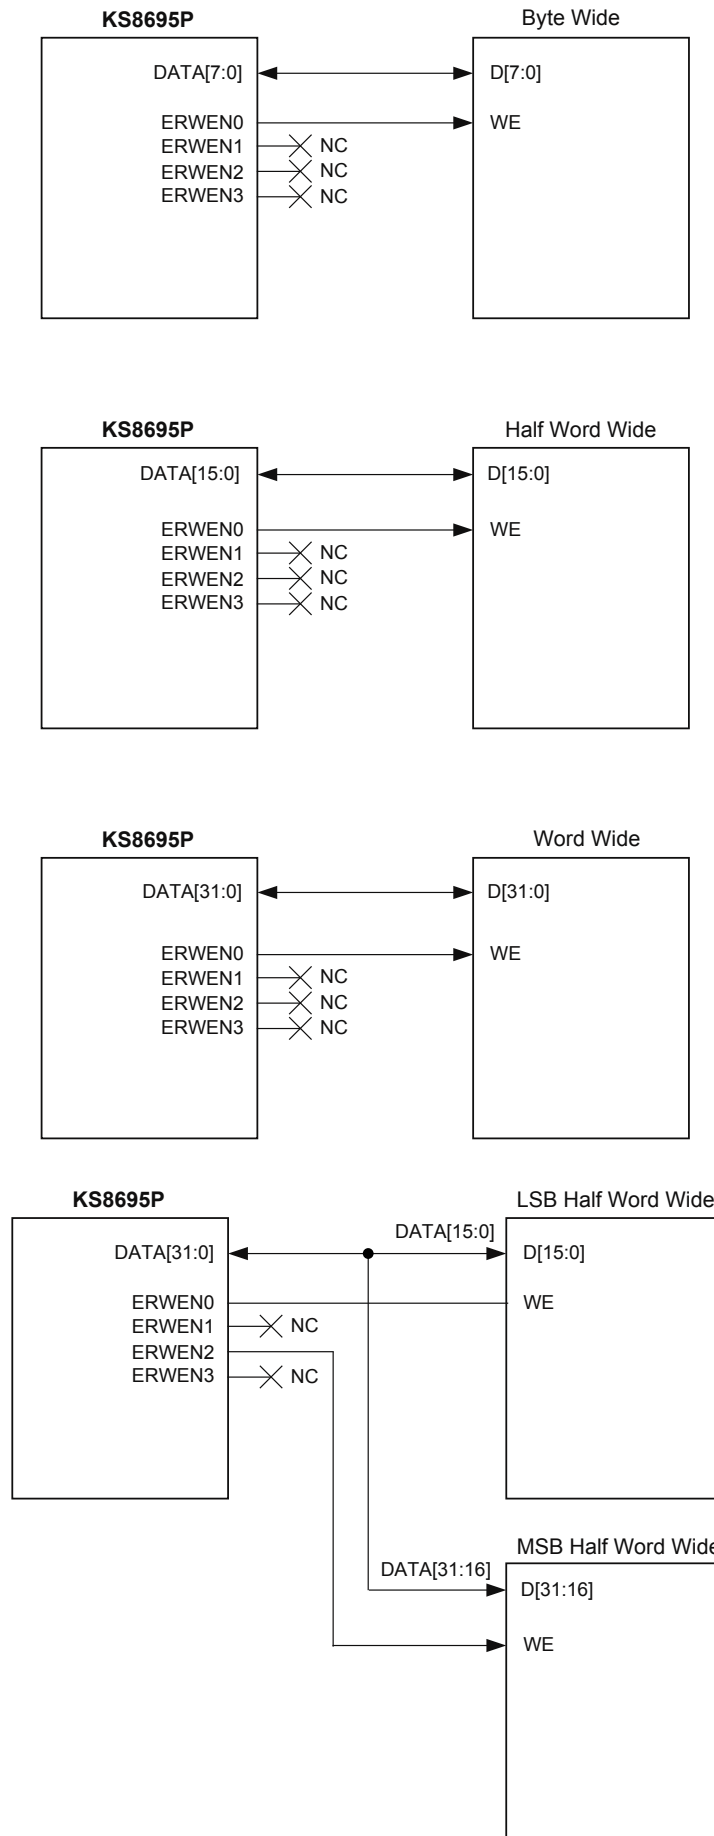 KS8695P Byte Wide
DATA[7:0] D[7:0]
ERWEN0 WE
ERWEN1 NC
ERWEN2 NC
ERWEN3 NC
KS8695P Half Word Wide
DATA[15:0] D[15:0]
ERWEN0 WE
ERWEN1 NC
ERWEN2 NC
ERWEN3 NC
KS8695P Word Wide
DATA[31:0] D[31:0]
ERWEN0 WE
ERWEN1 NC
ERWEN2 NC
ERWEN3 NC
KS8695P LSB Half Word Wide
DATA[15:0]
DATA[31:0] D[15:0]
ERWEN0 WE
ERWEN1 NC
ERWEN2
ERWEN3 NC
MSB Half Word Wide
DATA[31:16] D[31:16]
WE